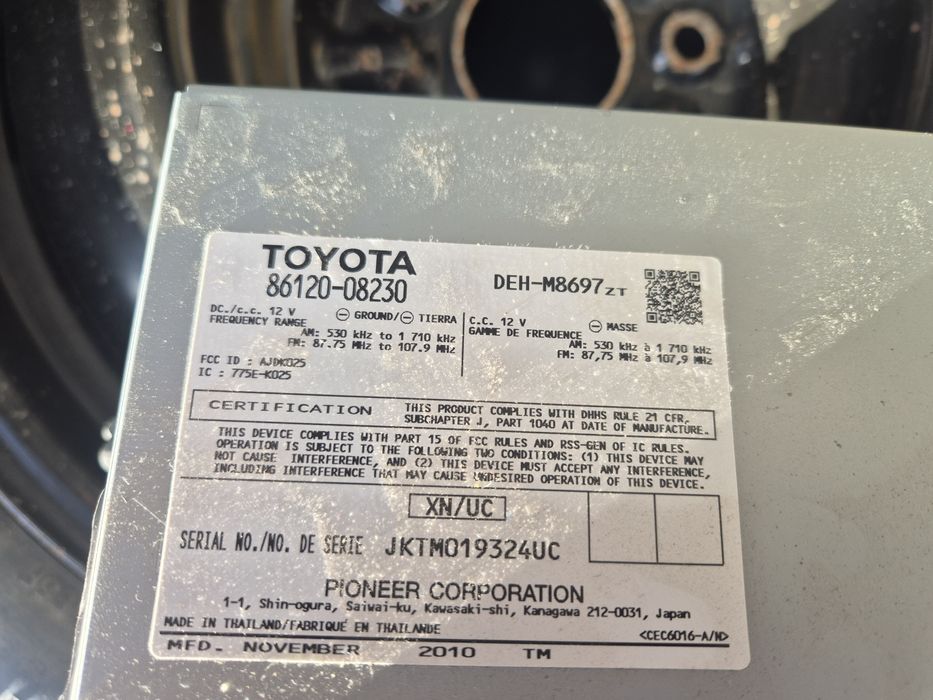 TOYOTA
86120-08230
DEH-M8697ZT
DC./c.c. 12 V ⊖ GROUND/⊖ TIERRA
FREQUENCY RANGE
AM: 530 kHz to 1 710 kHz
FM: 87.75 MHz to 107.9 MHz
C.C. 12 V ⊖ MASSE
GAMME DE FREQUENCE
AM: 530 kHz à 1 710 kHz
FM: 87,75 MHz à 107,9 MHz
FCC ID : AJDK025
IC : 775E-K025
CERTIFICATION
THIS PRODUCT COMPLIES WITH DHHS RULE 21 CFR,
SUBCHAPTER J, PART 1040 AT DATE OF MANUFACTURE.
THIS DEVICE COMPLIES WITH PART 15 OF FCC RULES AND RSS-GEN OF IC RULES.
OPERATION IS SUBJECT TO THE FOLLOWING TWO CONDITIONS: (1) THIS DEVICE MAY
NOT CAUSE INTERFERENCE, AND (2) THIS DEVICE MUST ACCEPT ANY INTERFERENCE,
INCLUDING INTERFERENCE THAT MAY CAUSE UNDESIRED OPERATION OF THIS DEVICE.
XN/UC
SERIAL NO./NO. DE SERIE JKTM019324UC
PIONEER CORPORATION
1-1, Shin-ogura, Saiwai-ku, Kawasaki-shi, Kanagawa 212-0031, Japan
MADE IN THAILAND/FABRIQUÉ EN THAILANDE
<CEC6016-A/N>
MFD. NOVEMBER 2010 TM